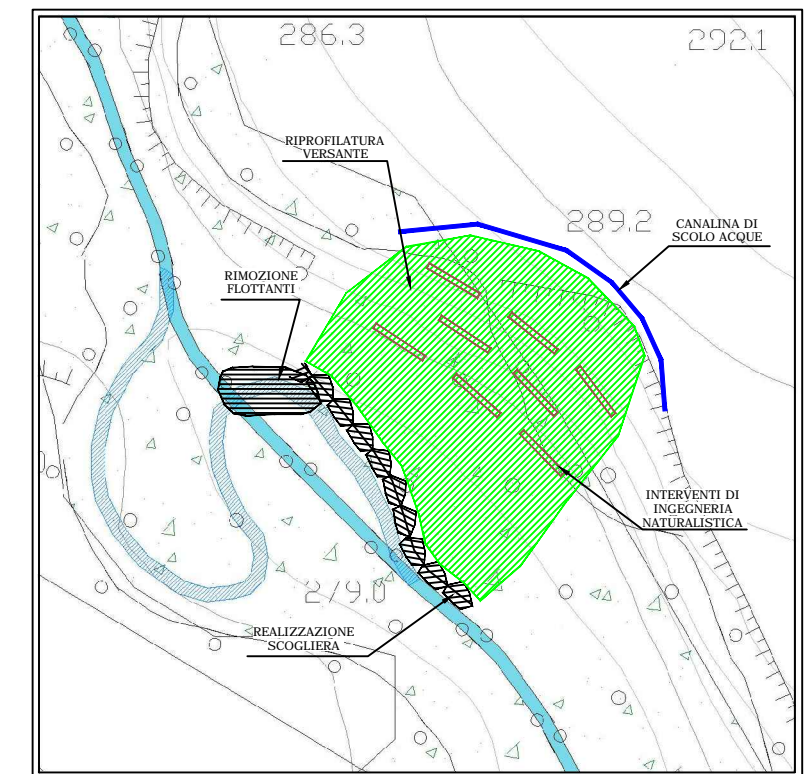 286.3
292.1
RIPROFILATURA
VERSANTE
289.2
CANALINA DI
SCOLO ACQUE
RIMOZIONE
FLOTTANTI
INTERVENTI DI
INGEGNERIA
NATURALISTICA
279.0
REALIZZAZIONE
SCOGLIERA